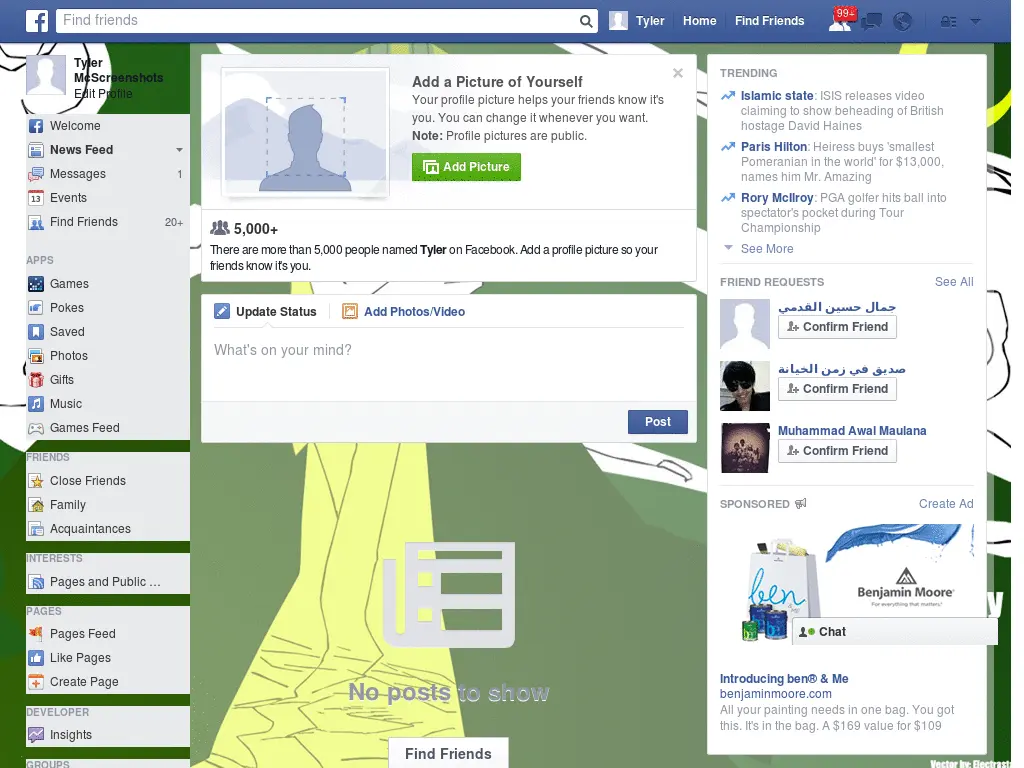 Find friends
Tyler
Home
Find Friends
99+
Tyler
McScreenshots
Edit Profile
Welcome
News Feed
Messages 1
13 Events
Find Friends 20+
APPS
Games
Pokes
Saved
Photos
Gifts
Music
Games Feed
FRIENDS
Close Friends
Family
Acquaintances
INTERESTS
Pages and Public ...
PAGES
Pages Feed
Like Pages
Create Page
DEVELOPER
Insights
GROUPS
Add a Picture of Yourself
Your profile picture helps your friends know it's
you. You can change it whenever you want.
Note: Profile pictures are public.
Add Picture
5,000+
There are more than 5,000 people named Tyler on Facebook. Add a profile picture so your
friends know it's you.
Update Status
Add Photos/Video
What's on your mind?
Post
No posts to show
Find Friends
TRENDING
Islamic state: ISIS releases video
claiming to show beheading of British
hostage David Haines
Paris Hilton: Heiress buys 'smallest
Pomeranian in the world' for $13,000,
names him Mr. Amazing
Rory McIlroy: PGA golfer hits ball into
spectator's pocket during Tour
Championship
See More
FRIEND REQUESTS See All
جمال حسين القدمي
Confirm Friend
صديق في زمن الخيانة
Confirm Friend
Muhammad Awal Maulana
Confirm Friend
SPONSORED Create Ad
ben
Benjamin Moore®
For everything that matters.
Chat
Introducing ben® & Me
benjaminmoore.com
All your painting needs in one bag. You got
this. It's in the bag. A $169 value for $109
Vector by: Electrast